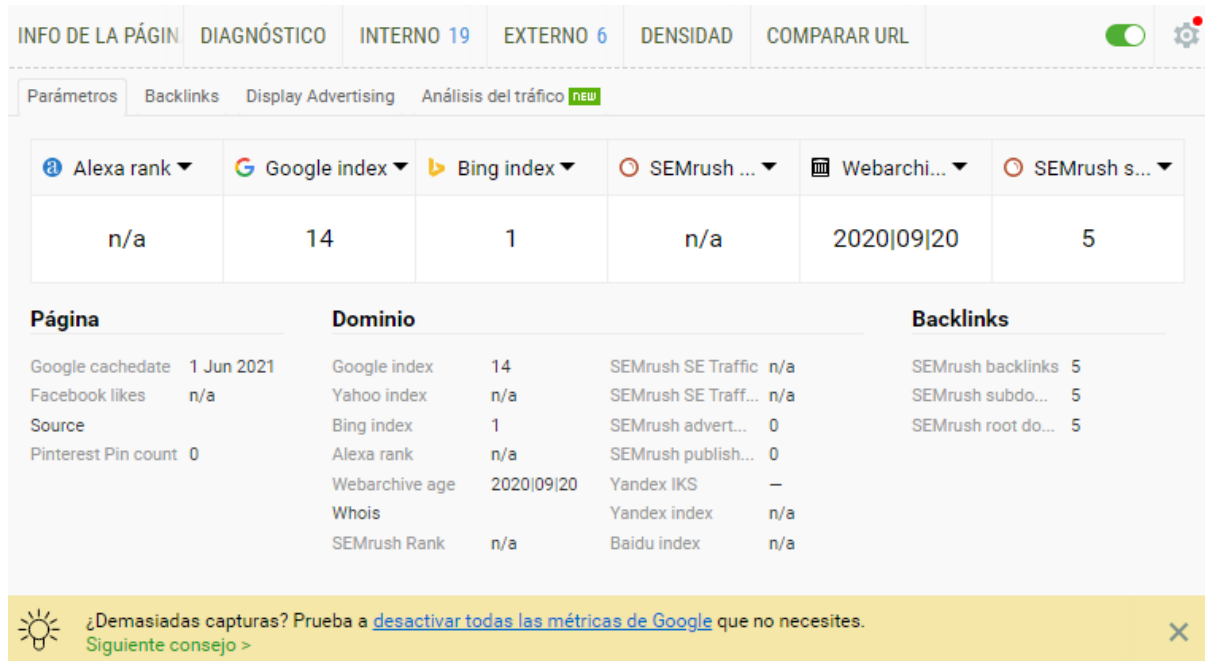 INFO DE LA PÁGIN DIAGNÓSTICO INTERNO 19 EXTERNO 6 DENSIDAD COMPARAR URL
Parámetros Backlinks Display Advertising Análisis del tráfico new
Alexa rank Google index Bing index SEMrush ... Webarchi... SEMrush s...
n/a 14 1 n/a 2020|09|20 5
Página Dominio Backlinks
Google cachedate 1 Jun 2021 Google index 14 SEMrush SE Traffic n/a SEMrush backlinks 5
Facebook likes n/a Yahoo index n/a SEMrush SE Traff... n/a SEMrush subdo... 5
Source Bing index 1 SEMrush advert... 0 SEMrush root do... 5
Pinterest Pin count 0 Alexa rank n/a SEMrush publish... 0
Webarchive age 2020|09|20 Yandex IKS —
Whois Yandex index n/a
SEMrush Rank n/a Baidu index n/a
¿Demasiadas capturas? Prueba a desactivar todas las métricas de Google que no necesites.
Siguiente consejo >